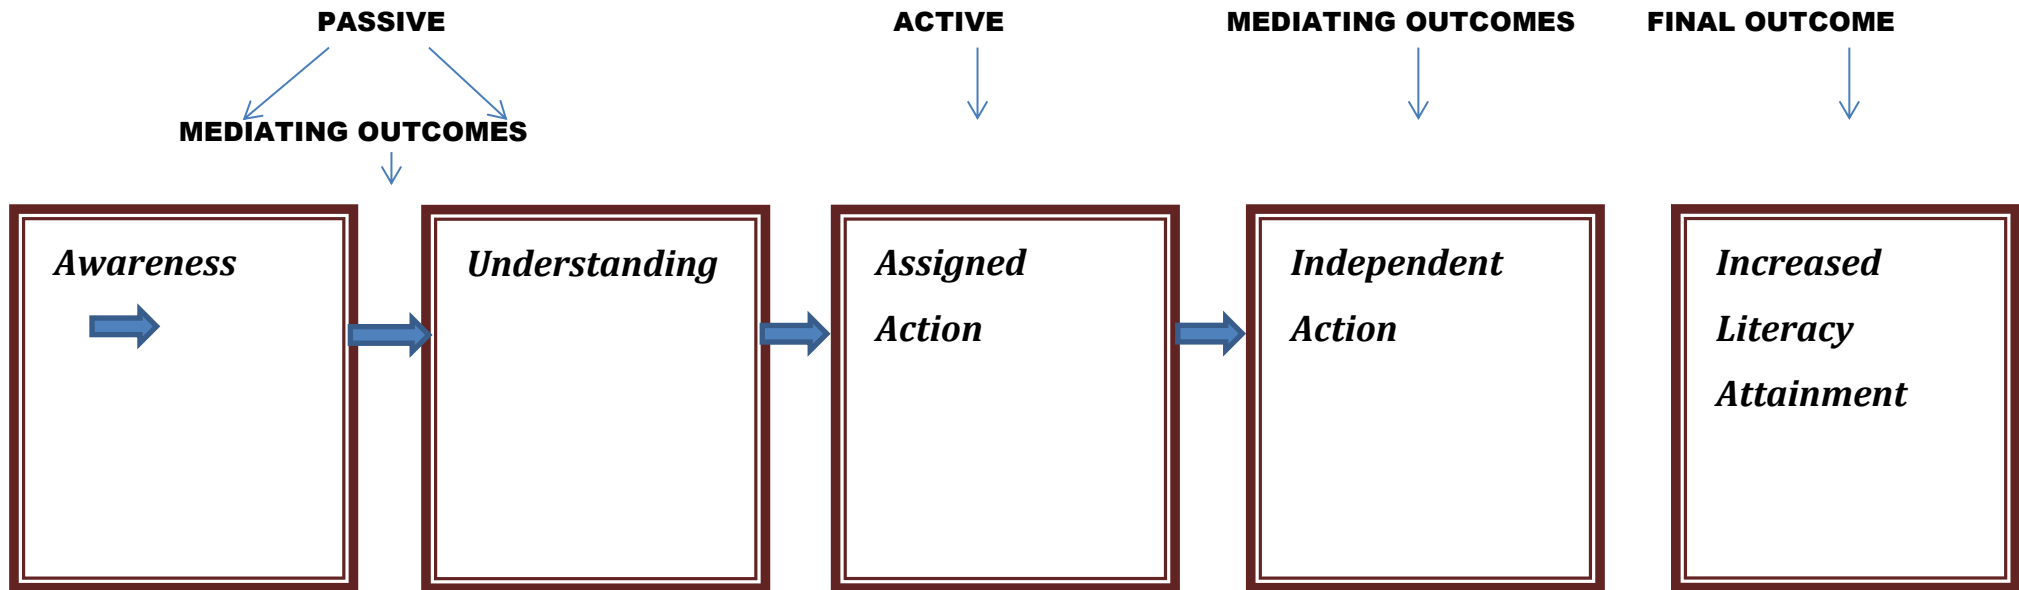 PASSIVE ACTIVE MEDIATING OUTCOMES FINAL OUTCOME
MEDIATING OUTCOMES
Awareness
Understanding
Assigned
Action
Independent
Action
Increased
Literacy
Attainment